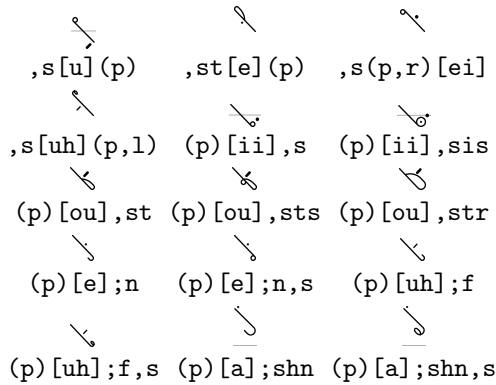 ,s[u](p) ,st[e](p) ,s(p,r)[ei]
,s[uh](p,l) (p)[ii],s (p)[ii],sis
(p)[ou],st (p)[ou],sts (p)[ou],str
(p)[e];n (p)[e];n,s (p)[uh];f
(p)[uh];f,s (p)[a];shn (p)[a];shn,s